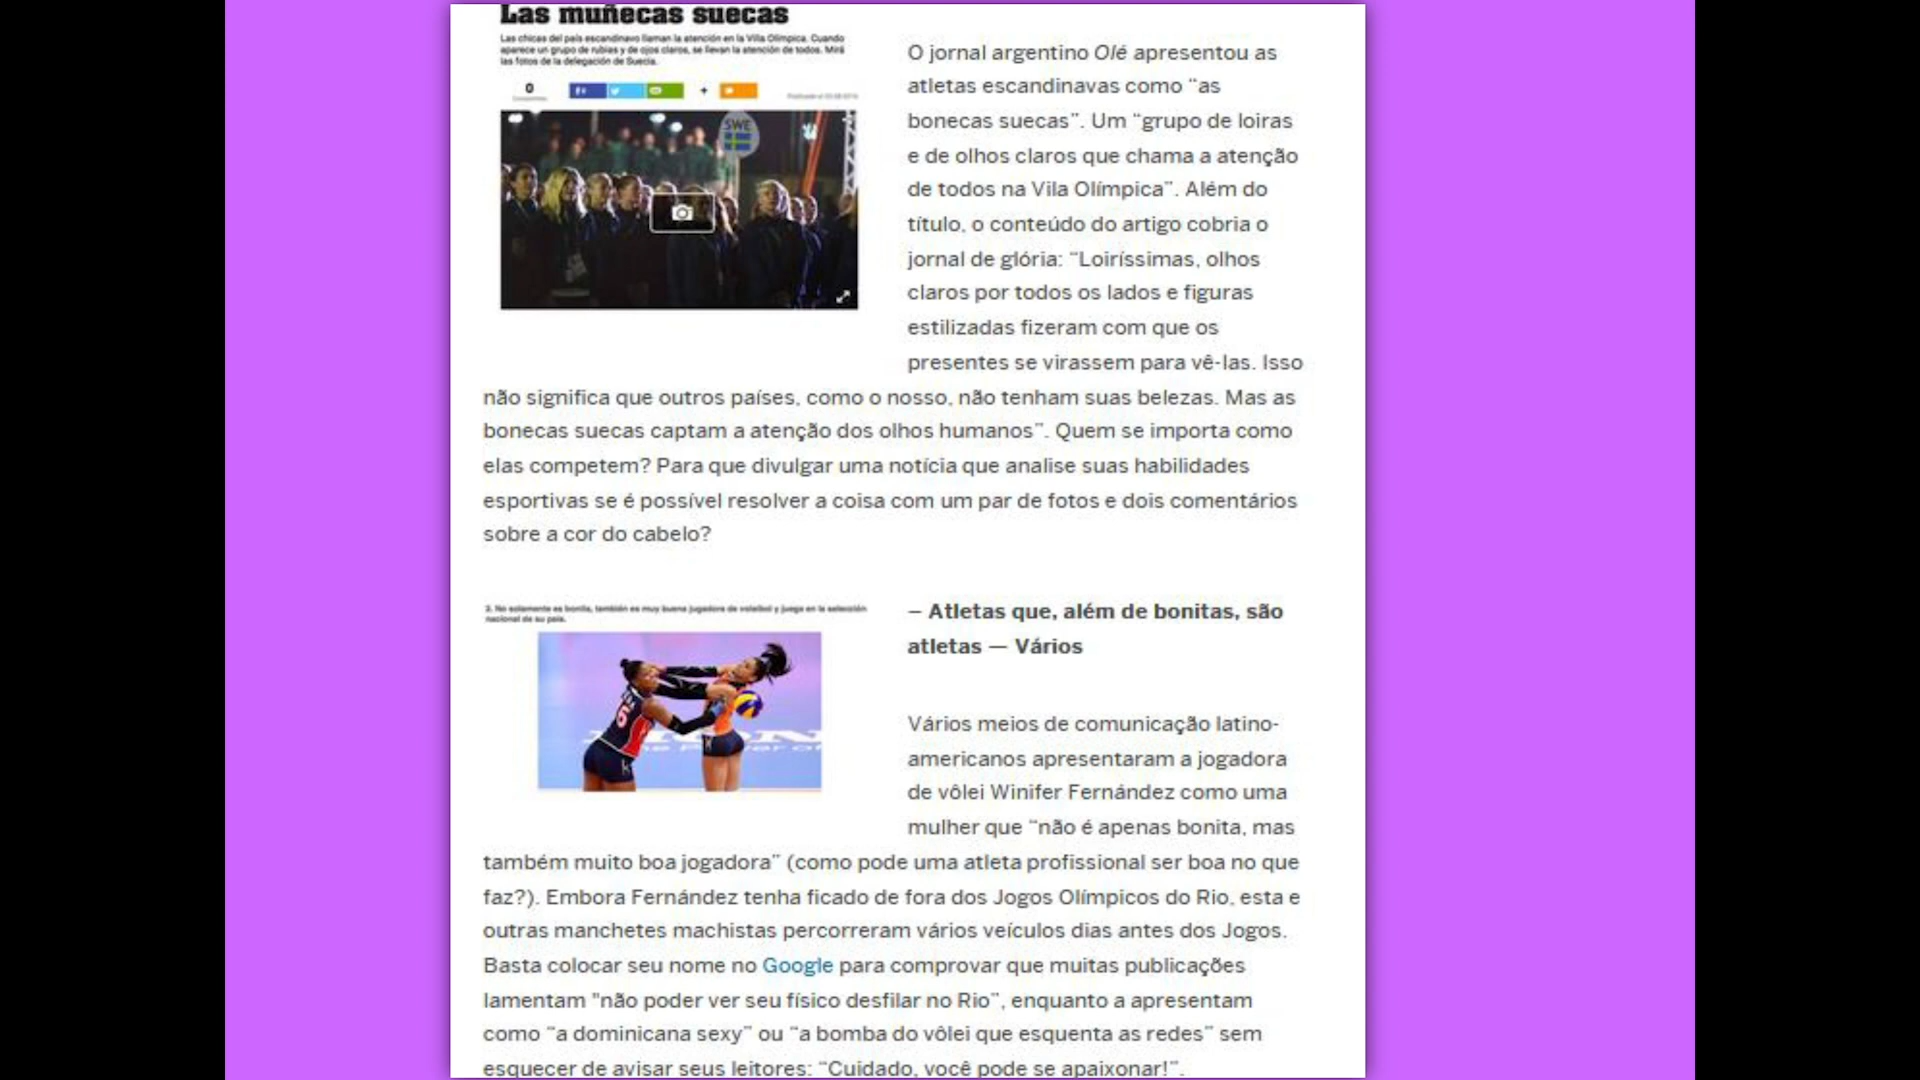 Las muñecas suecas
Las chicas del país escandinavo llaman la atención en la Villa Olímpica. Cuando
aparece un grupo de rubias y de ojos claros, se llevan la atención de todos. Mirá
las fotos de la delegación de Suecia.
0
SWE
O jornal argentino Olé apresentou as
atletas escandinavas como “as
bonecas suecas”. Um “grupo de loiras
e de olhos claros que chama a atenção
de todos na Vila Olímpica”. Além do
título, o conteúdo do artigo cobria o
jornal de glória: “Loiríssimas, olhos
claros por todos os lados e figuras
estilizadas fizeram com que os
presentes se virassem para vê-las. Isso
não significa que outros países, como o nosso, não tenham suas belezas. Mas as
bonecas suecas captam a atenção dos olhos humanos”. Quem se importa como
elas competem? Para que divulgar uma notícia que analise suas habilidades
esportivas se é possível resolver a coisa com um par de fotos e dois comentários
sobre a cor do cabelo?
2. No solamente es bonita, también es muy buena jugadora de voleibol y juega en la selección
nacional de su país.
6
– Atletas que, além de bonitas, são
atletas — Vários
Vários meios de comunicação latino-
americanos apresentaram a jogadora
de vôlei Winifer Fernández como uma
mulher que “não é apenas bonita, mas
também muito boa jogadora” (como pode uma atleta profissional ser boa no que
faz?). Embora Fernández tenha ficado de fora dos Jogos Olímpicos do Rio, esta e
outras manchetes machistas percorreram vários veículos dias antes dos Jogos.
Basta colocar seu nome no Google para comprovar que muitas publicações
lamentam "não poder ver seu físico desfilar no Rio”, enquanto a apresentam
como “a dominicana sexy” ou “a bomba do vôlei que esquenta as redes” sem
esquecer de avisar seus leitores: “Cuidado, você pode se apaixonar!”.